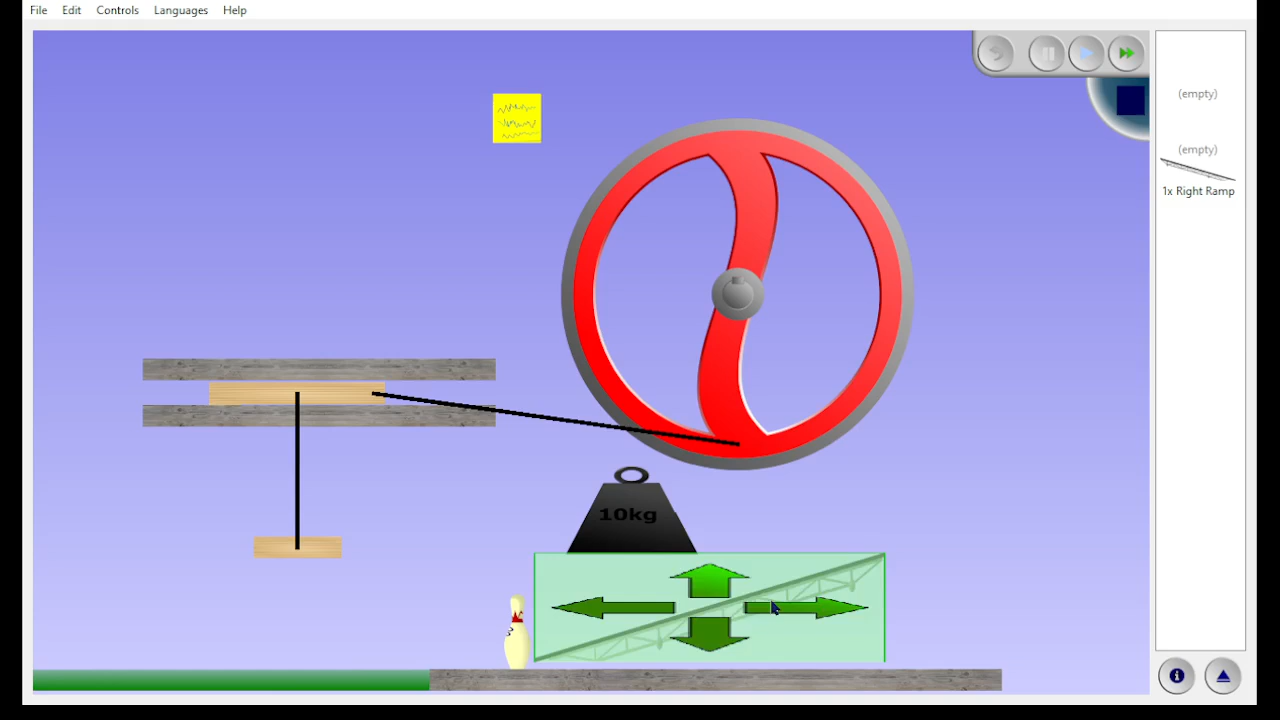 File Edit Controls Languages Help
(empty)
(empty)
1x Right Ramp
10kg